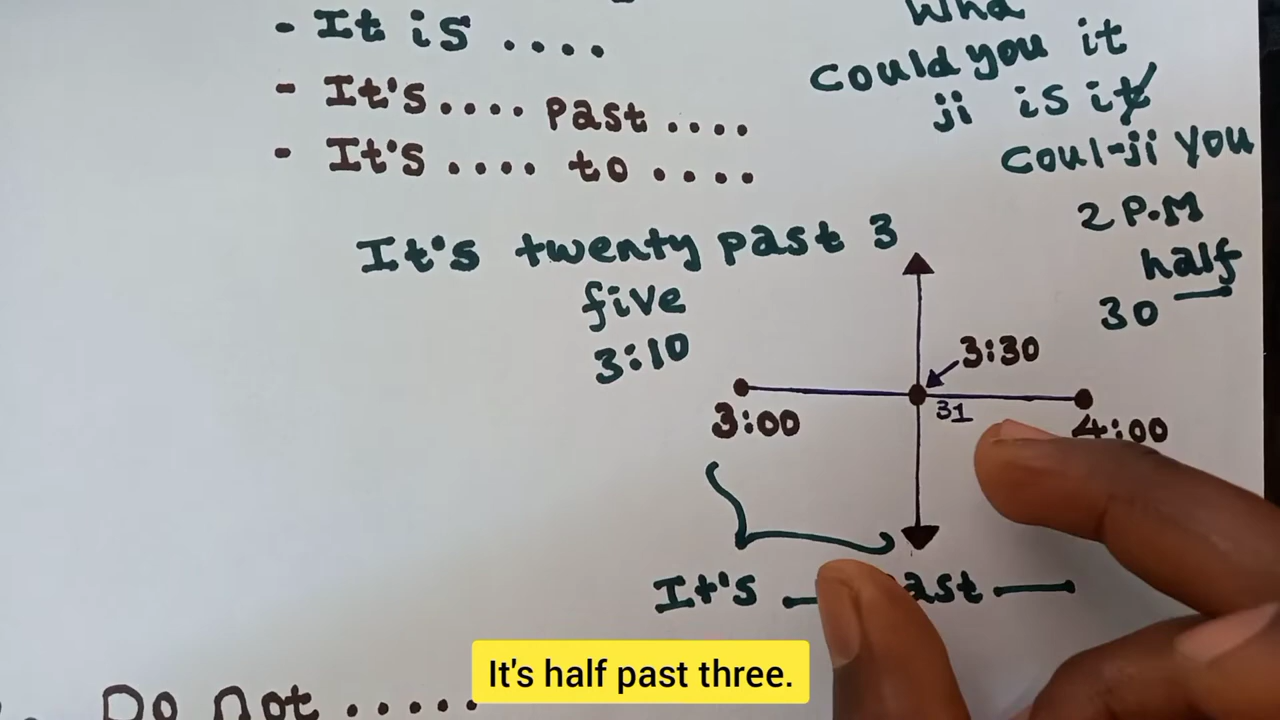 - It is ....
- It's .... past ....
- It's .... to ....
Wha
could you it
ji is it
coul-ji you
2 P.M
half
30
It's twenty past 3
five
3:10
3:30
31
3:00
4:00
It's past
Do not .....
It's half past three.